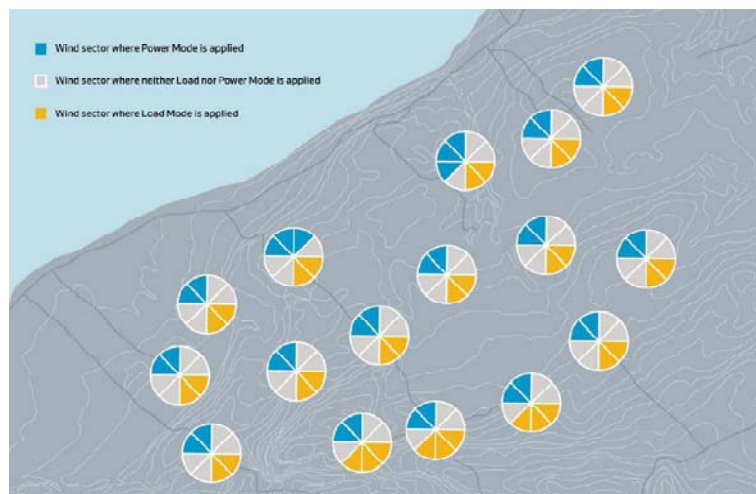 Wind sector where Power Mode is applied
Wind sector where neither Load nor Power Mode is applied
Wind sector where Load Mode is applied